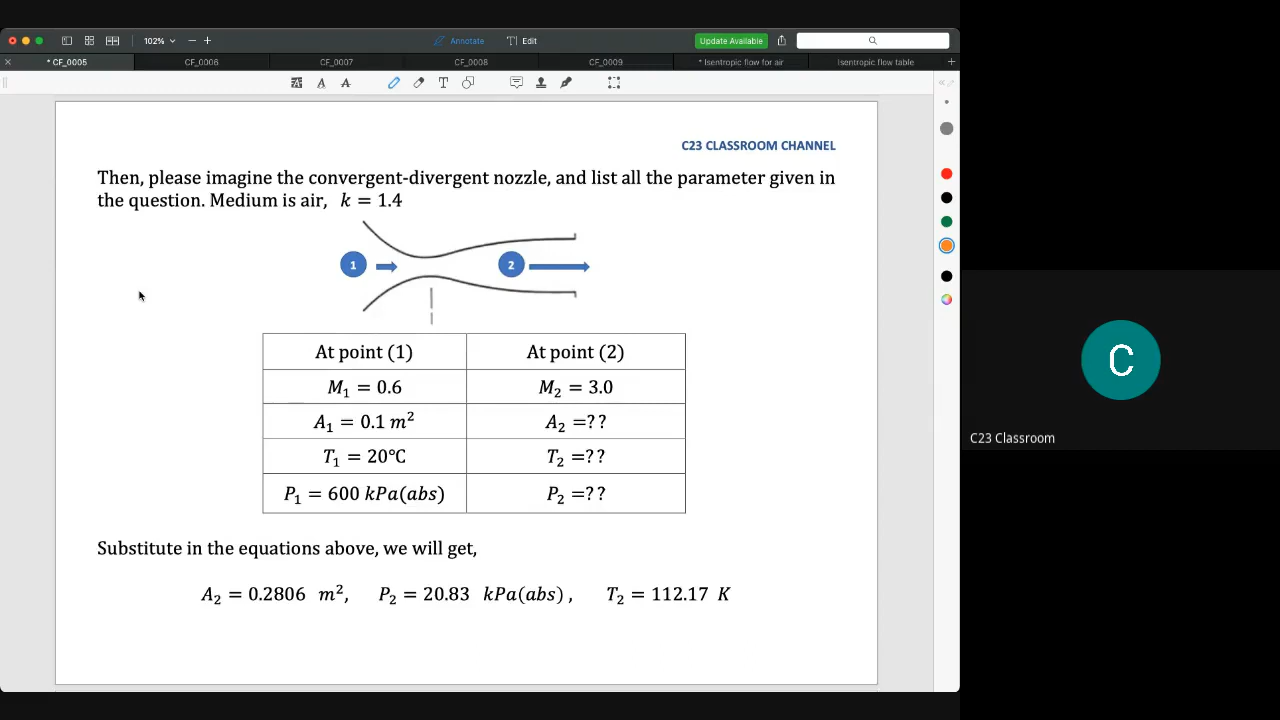 102%
Annotate
Edit
Update Available
* CF_0005
CF_0006
CF_0007
CF_0008
CF_0009
* Isentropic flow for air
Isentropic flow table
C23 CLASSROOM CHANNEL
Then, please imagine the convergent-divergent nozzle, and list all the parameter given in
the question. Medium is air, k = 1.4
1
2
At point (1) At point (2)
M₁ = 0.6 M₂ = 3.0
A₁ = 0.1 m² A₂ =??
T₁ = 20℃ T₂ =??
P₁ = 600 kPa(abs) P₂ =??
Substitute in the equations above, we will get,
A₂ = 0.2806 m², P₂ = 20.83 kPa(abs) , T₂ = 112.17 K
C
C23 Classroom